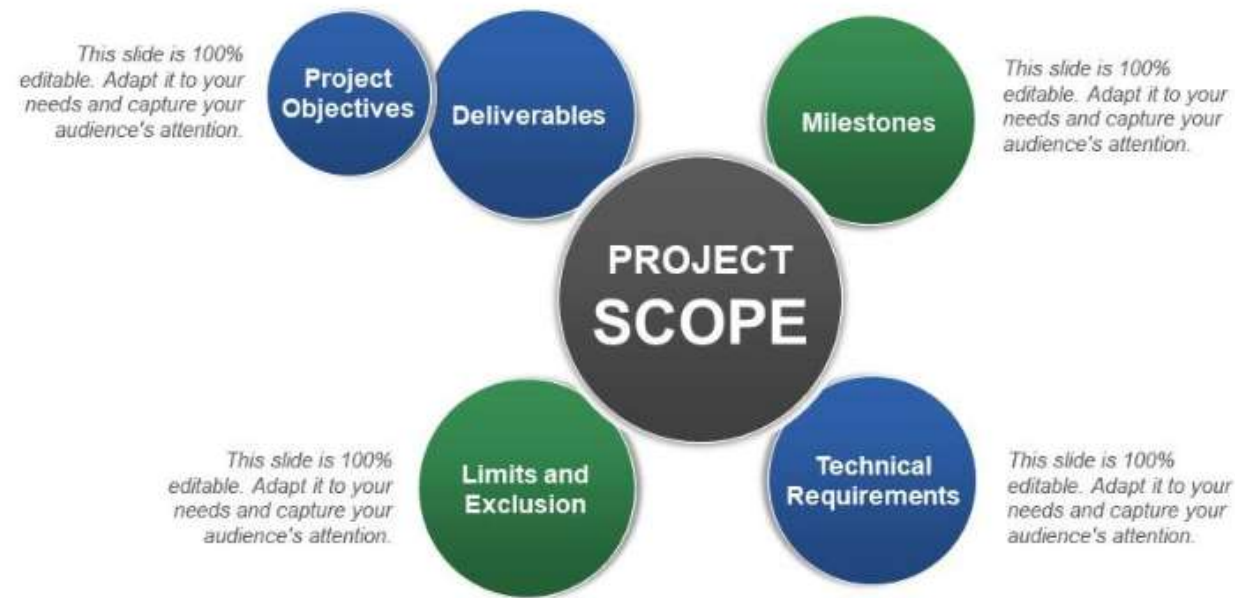 This slide is 100%
editable. Adapt it to your
needs and capture your
audience's attention.
Project
Objectives
Deliverables
Milestones
This slide is 100%
editable. Adapt it to your
needs and capture your
audience's attention.
PROJECT
SCOPE
This slide is 100%
editable. Adapt it to your
needs and capture your
audience's attention.
Limits and
Exclusion
Technical
Requirements
This slide is 100%
editable. Adapt it to your
needs and capture your
audience's attention.